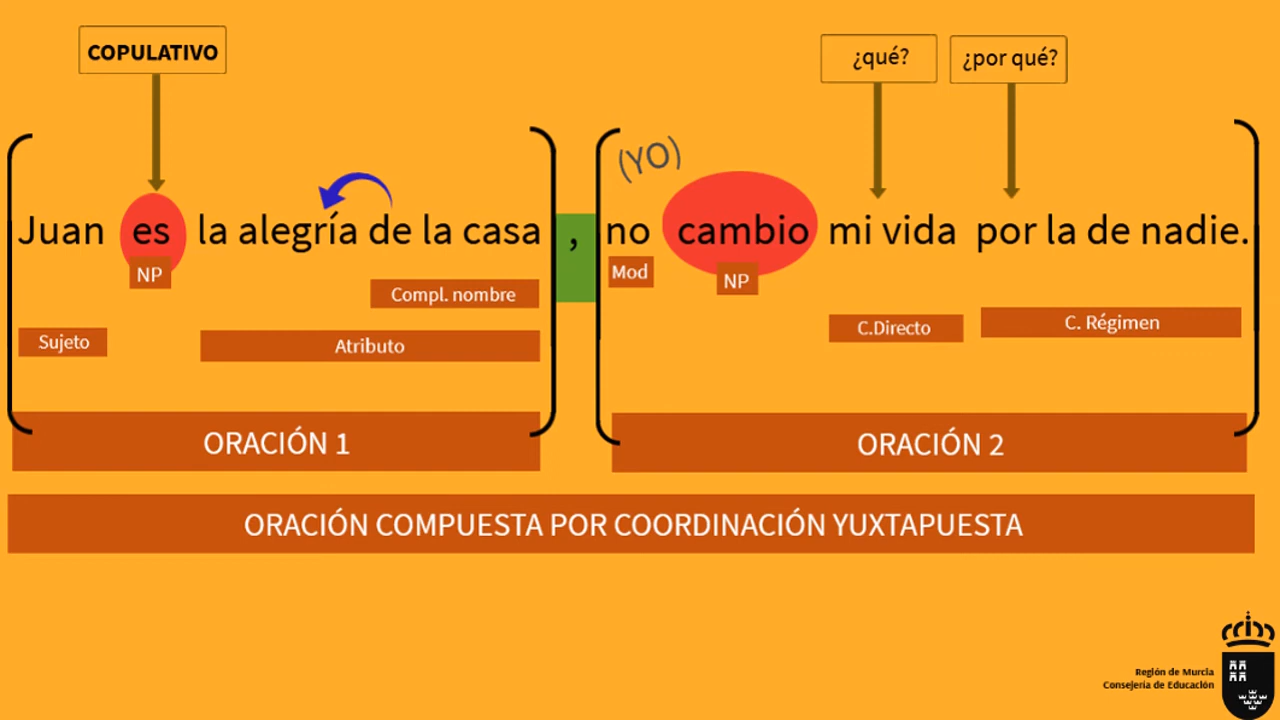 COPULATIVO
¿qué?
¿por qué?
(YO)
Juan es la alegría de la casa , no cambio mi vida por la de nadie.
NP
Mod
NP
Compl. nombre
C.Directo
C. Régimen
Sujeto
Atributo
ORACIÓN 1
ORACIÓN 2
ORACIÓN COMPUESTA POR COORDINACIÓN YUXTAPUESTA
Región de Murcia
Consejería de Educación